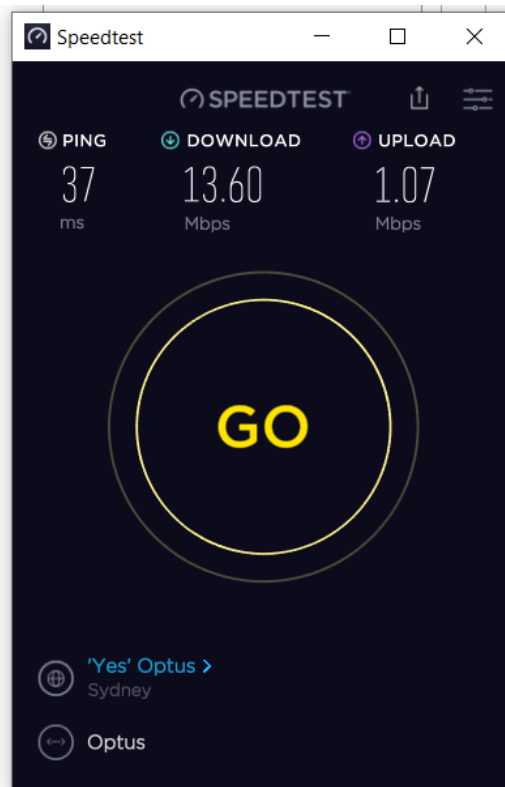 Speedtest
SPEEDTEST
PING DOWNLOAD UPLOAD
37 13.60 1.07
ms Mbps Mbps
GO
'Yes' Optus >
Sydney
Optus